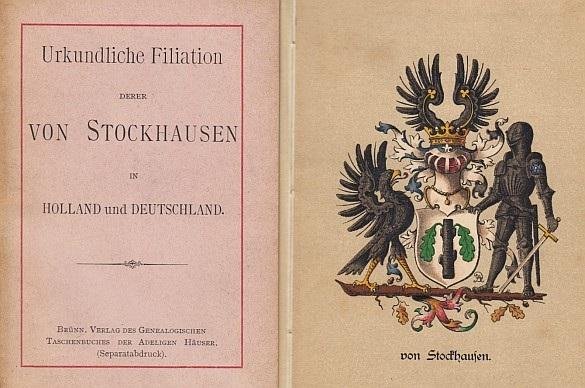 Urkundliche Filiation
DERER
VON STOCKHAUSEN
IN
HOLLAND und DEUTSCHLAND.
BRÜNN, VERLAG DES GENEALOGISCHEN
TASCHENBUCHES DER ADELIGEN HÄUSER.
(Separatabdruck).
von Stockhausen.